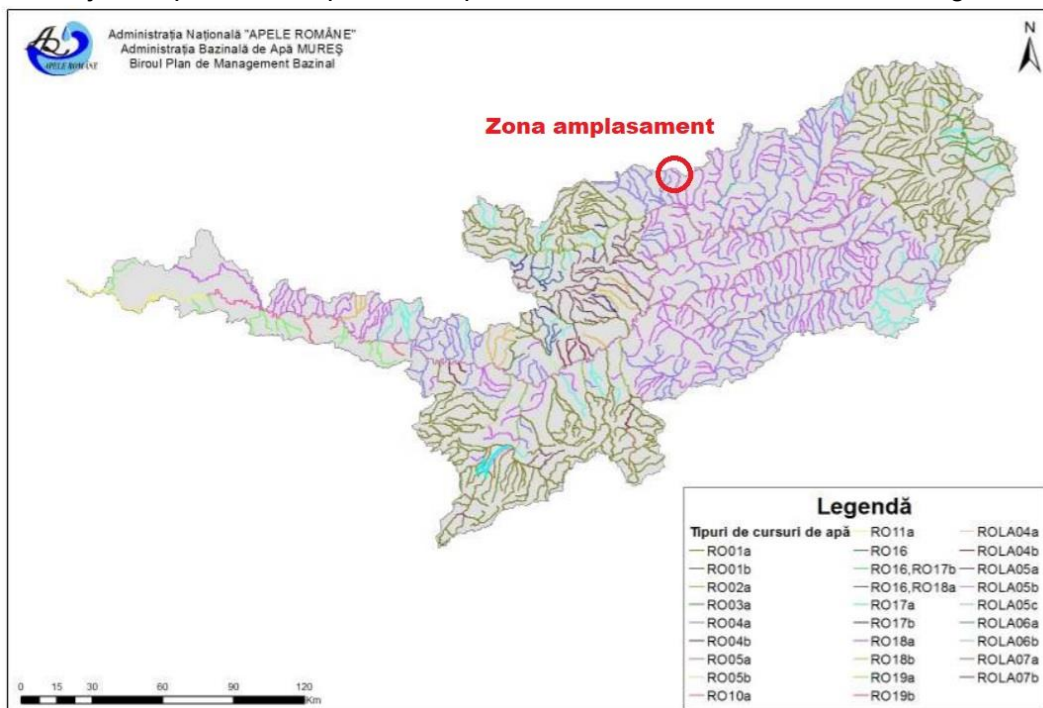 Administrația Națională "APELE ROMÂNE"
Administrația Bazinală de Apă MUREȘ
Biroul Plan de Management Bazinal
APELE ROMÂNE
N
Zona amplasament
Legendă
Tipuri de cursuri de apă
RO01a
RO01b
RO02a
RO03a
RO04a
RO04b
RO05a
RO05b
RO10a
RO11a
RO16
RO16,RO17b
RO16,RO18a
RO17a
RO17b
RO18a
RO18b
RO19a
RO19b
ROLA04a
ROLA04b
ROLA05a
ROLA05b
ROLA05c
ROLA06a
ROLA06b
ROLA07a
ROLA07b
0 15 30 60 90 120
Km